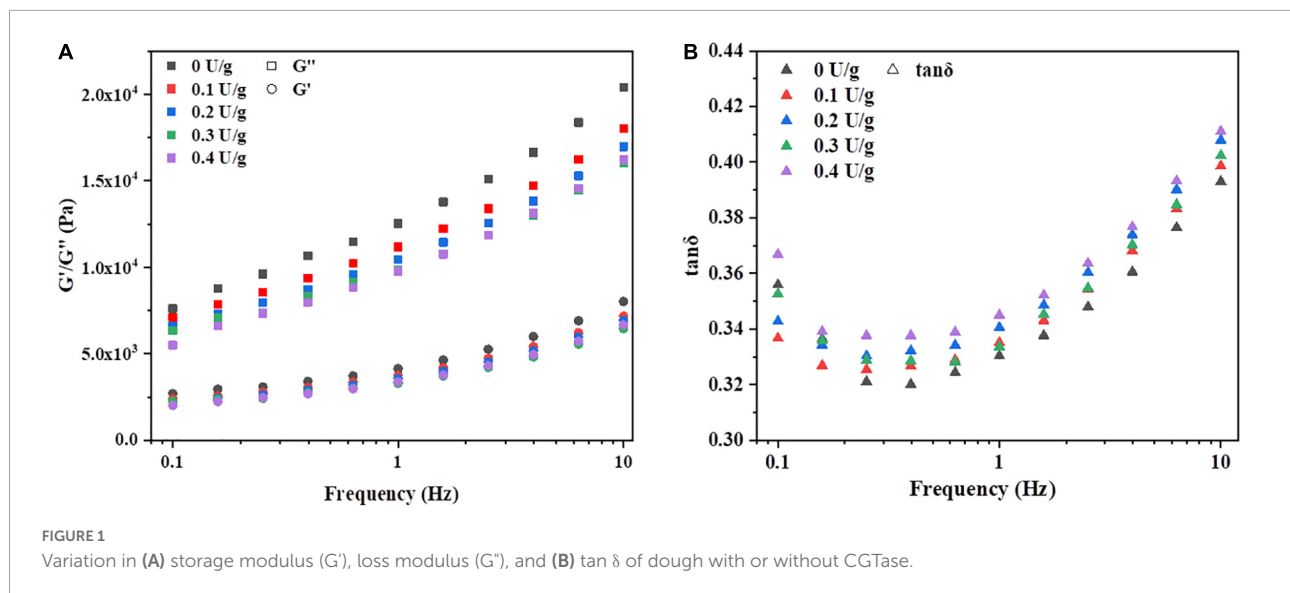 A
0 U/g G"
0.1 U/g G'
0.2 U/g
0.3 U/g
0.4 U/g
2.0x10⁴
1.5x10⁴
1.0x10⁴
5.0x10³
0.0
G'/G" (Pa)
0.1 1 10
Frequency (Hz)
B
0 U/g tanδ
0.1 U/g
0.2 U/g
0.3 U/g
0.4 U/g
0.44
0.42
0.40
0.38
0.36
0.34
0.32
0.30
tanδ
0.1 1 10
Frequency (Hz)
FIGURE 1
Variation in (A) storage modulus (G'), loss modulus (G"), and (B) tan δ of dough with or without CGTase.